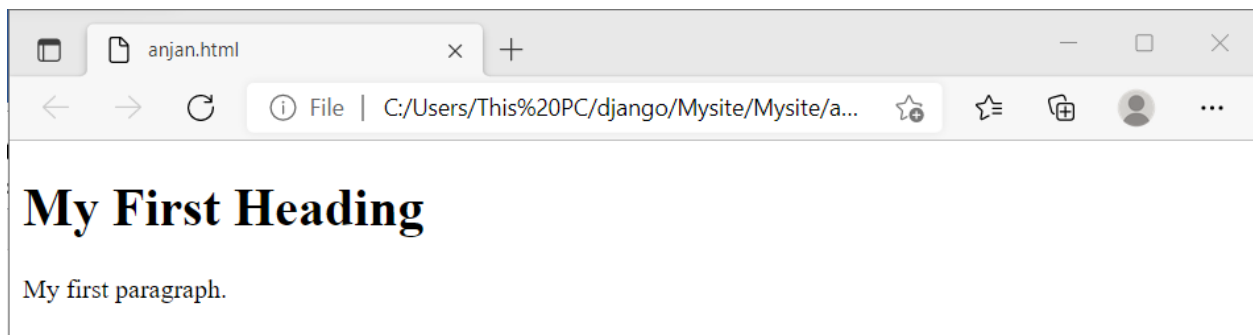 anjan.html
File | C:/Users/This%20PC/django/Mysite/Mysite/a...
My First Heading
My first paragraph.